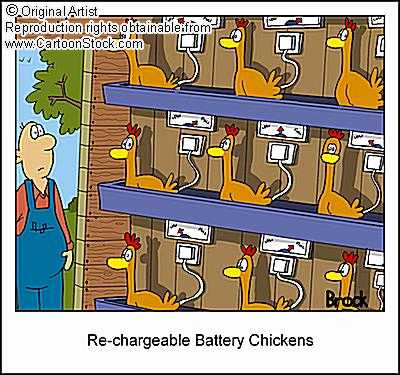 © Original Artist
Reproduction rights obtainable from
www.CartoonStock.com
Brock
Re-chargeable Battery Chickens